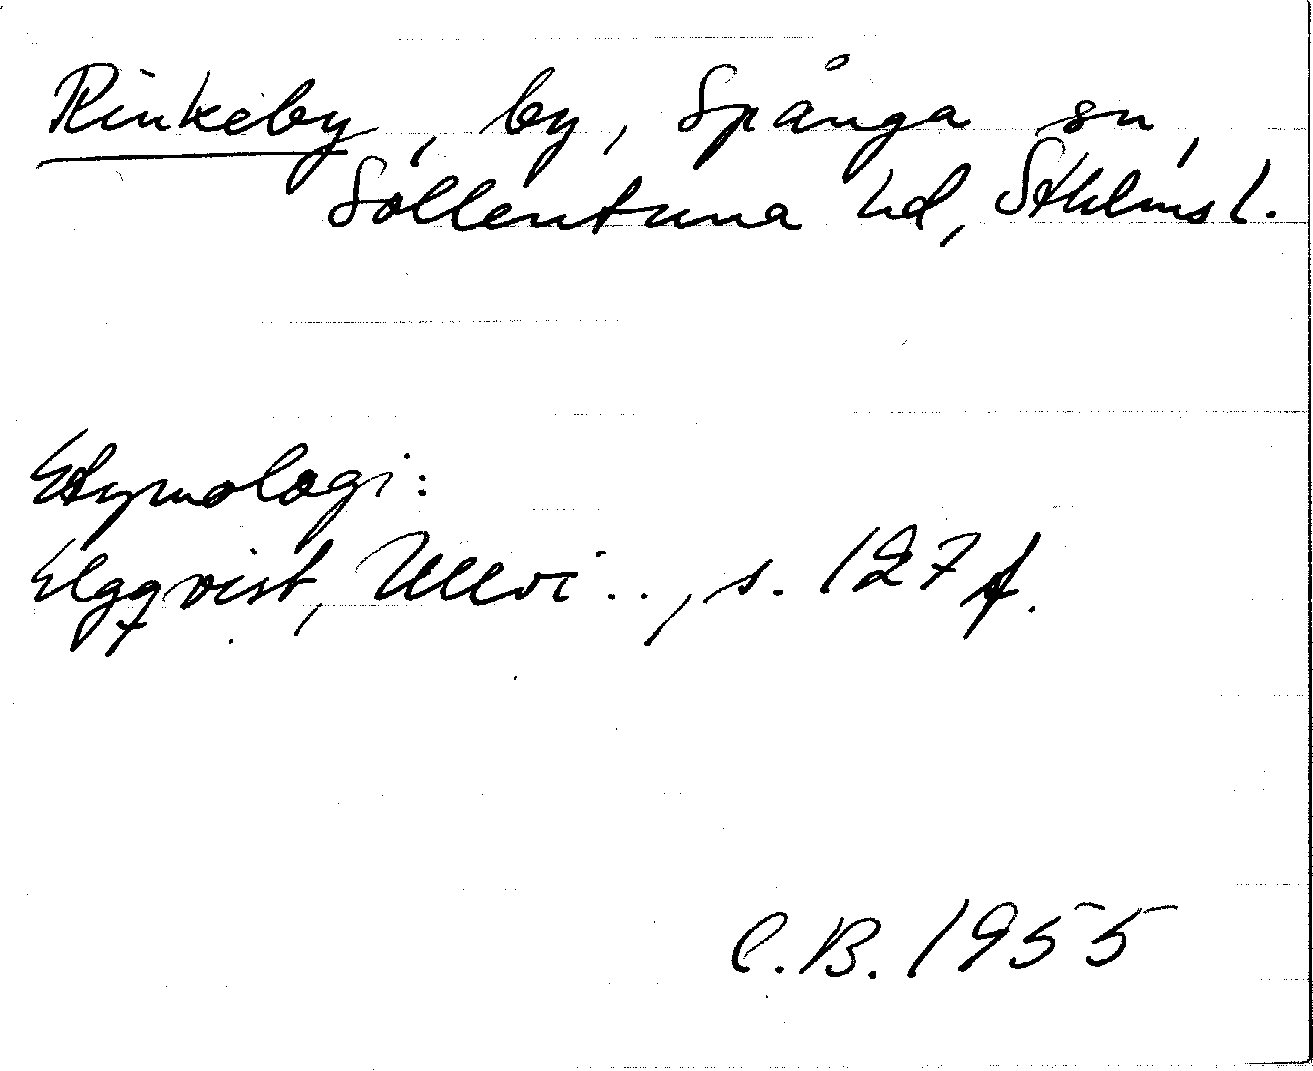 Rinkeby, by, Spånga sn,
Sollentuna hd, Sthlms l.
Etymologi:
Elgqvist, Ullvi..., s. 127 f.
C.B. 1955